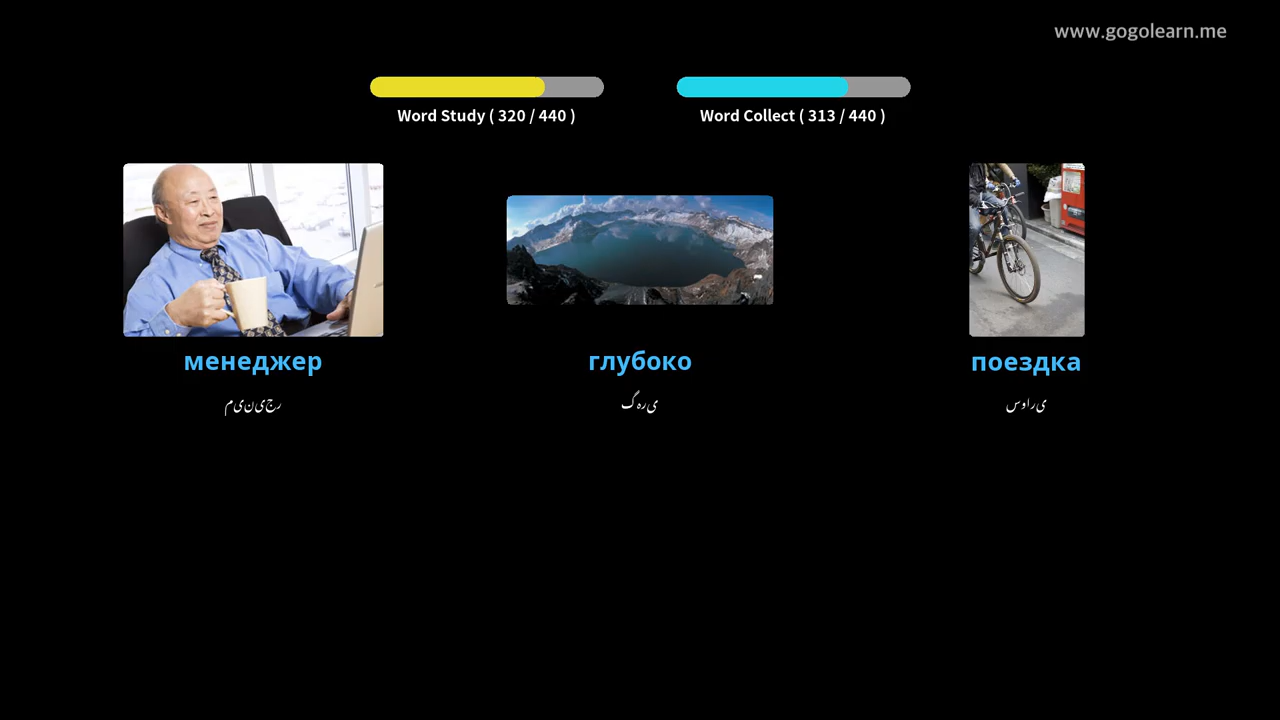 www.gogolearn.me
Word Study ( 320 / 440 )
Word Collect ( 313 / 440 )
менеджер
глубоко
поездка
مینیجر
گہری
سواری